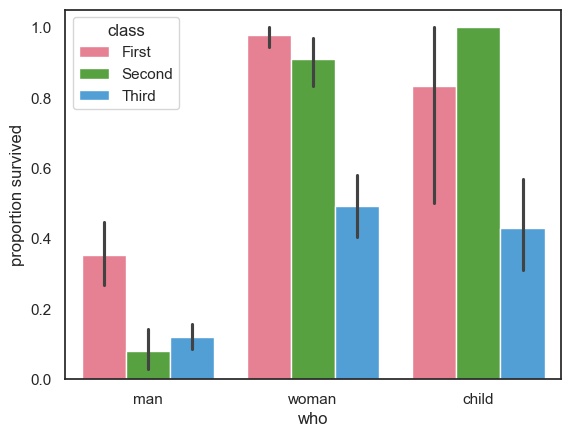 class
First
Second
Third
proportion survived
1.0
0.8
0.6
0.4
0.2
0.0
man woman child
who